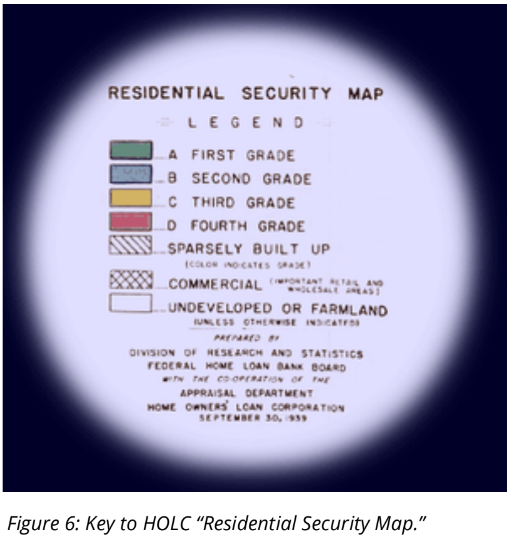 RESIDENTIAL SECURITY MAP
LEGEND
A FIRST GRADE
B SECOND GRADE
C THIRD GRADE
D FOURTH GRADE
SPARSELY BUILT UP
(COLOR INDICATES GRADE)
COMMERCIAL (IMPORTANT RETAIL AND
WHOLESALE AREAS)
UNDEVELOPED OR FARMLAND
(UNLESS OTHERWISE INDICATED)
PREPARED BY
DIVISION OF RESEARCH AND STATISTICS
FEDERAL HOME LOAN BANK BOARD
WITH THE CO-OPERATION OF THE
APPRAISAL DEPARTMENT
HOME OWNERS' LOAN CORPORATION
SEPTEMBER 30, 1939
Figure 6: Key to HOLC “Residential Security Map.”